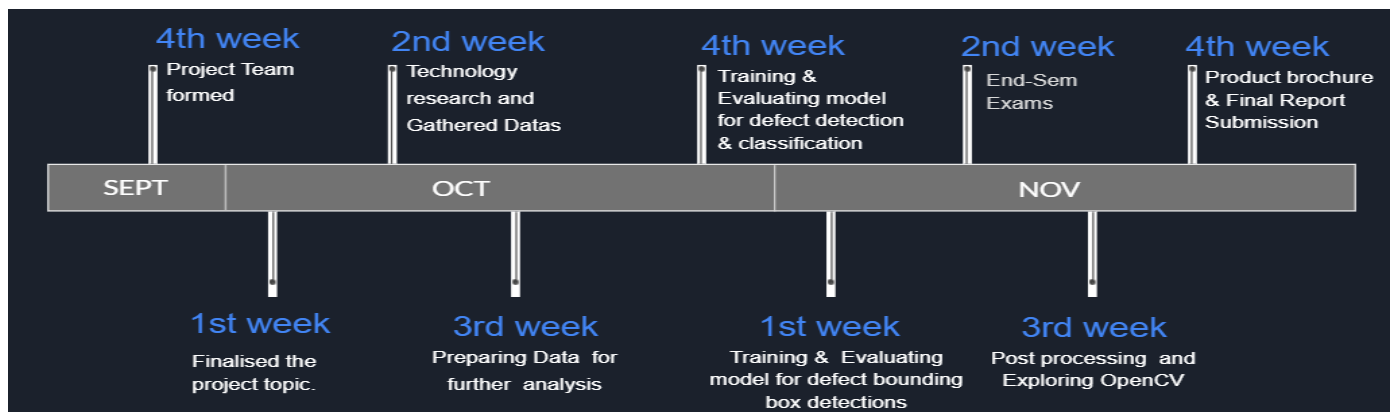 4th week
Project Team
formed
2nd week
Technology
research and
Gathered Datas
4th week
Training &
Evaluating model
for defect detection
& classification
2nd week
End-Sem
Exams
4th week
Product brochure
& Final Report
Submission
SEPT
OCT
NOV
1st week
Finalised the
project topic.
3rd week
Preparing Data for
further analysis
1st week
Training & Evaluating
model for defect bounding
box detections
3rd week
Post processing and
Exploring OpenCV